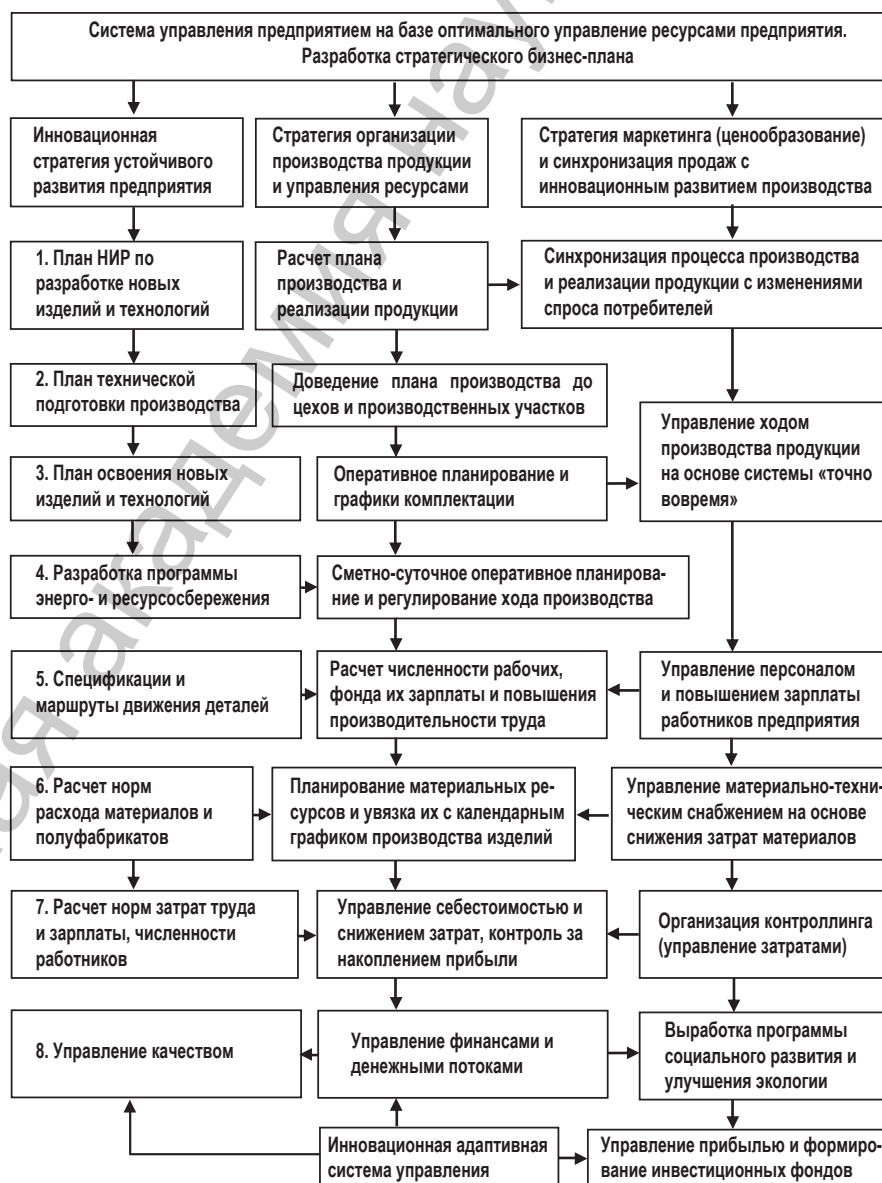 Система управления предприятием на базе оптимального управление ресурсами предприятия.
Разработка стратегического бизнес-плана
Инновационная
стратегия устойчивого
развития предприятия
Стратегия организации
производства продукции
и управления ресурсами
Стратегия маркетинга (ценообразование)
и синхронизация продаж с
инновационным развитием производства
1. План НИР по
разработке новых
изделий и технологий
Расчет плана
производства и
реализации продукции
Синхронизация процесса производства
и реализации продукции с изменениями
спроса потребителей
2. План технической
подготовки производства
Доведение плана производства до
цехов и производственных участков
Управление ходом
производства продукции
на основе системы «точно
вовремя»
3. План освоения новых
изделий и технологий
Оперативное планирование и
графики комплектации
4. Разработка программы
энерго- и ресурсосбережения
Сметно-суточное оперативное планирова-
ние и регулирование хода производства
5. Спецификации и
маршруты движения деталей
Расчет численности рабочих,
фонда их зарплаты и повышения
производительности труда
Управление персоналом
и повышением зарплаты
работников предприятия
6. Расчет норм
расхода материалов и
полуфабрикатов
Планирование материальных ре-
сурсов и увязка их с календарным
графиком производства изделий
Управление материально-техни-
ческим снабжением на основе
снижения затрат материалов
7. Расчет норм затрат труда
и зарплаты, численности
работников
Управление себестоимостью и
снижением затрат, контроль за
накоплением прибыли
Организация контроллинга
(управление затратами)
8. Управление качеством
Управление финансами и
денежными потоками
Выработка программы
социального развития и
улучшения экологии
Инновационная адаптивная
система управления
Управление прибылью и формиро-
вание инвестиционных фондов
ая академия наук